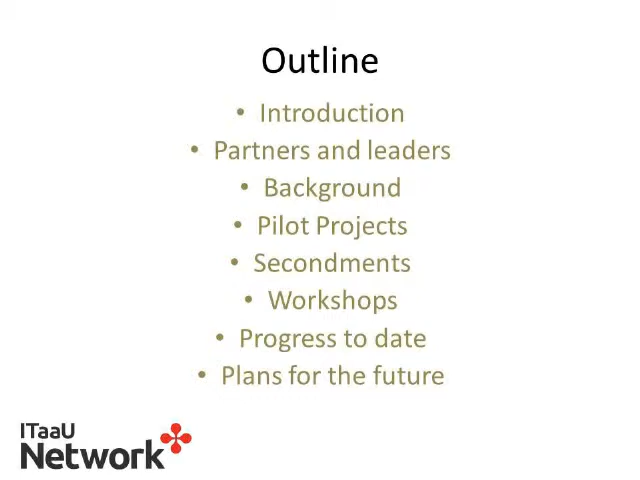 Outline
• Introduction
• Partners and leaders
• Background
• Pilot Projects
• Secondments
• Workshops
• Progress to date
• Plans for the future
ITaaU
Network